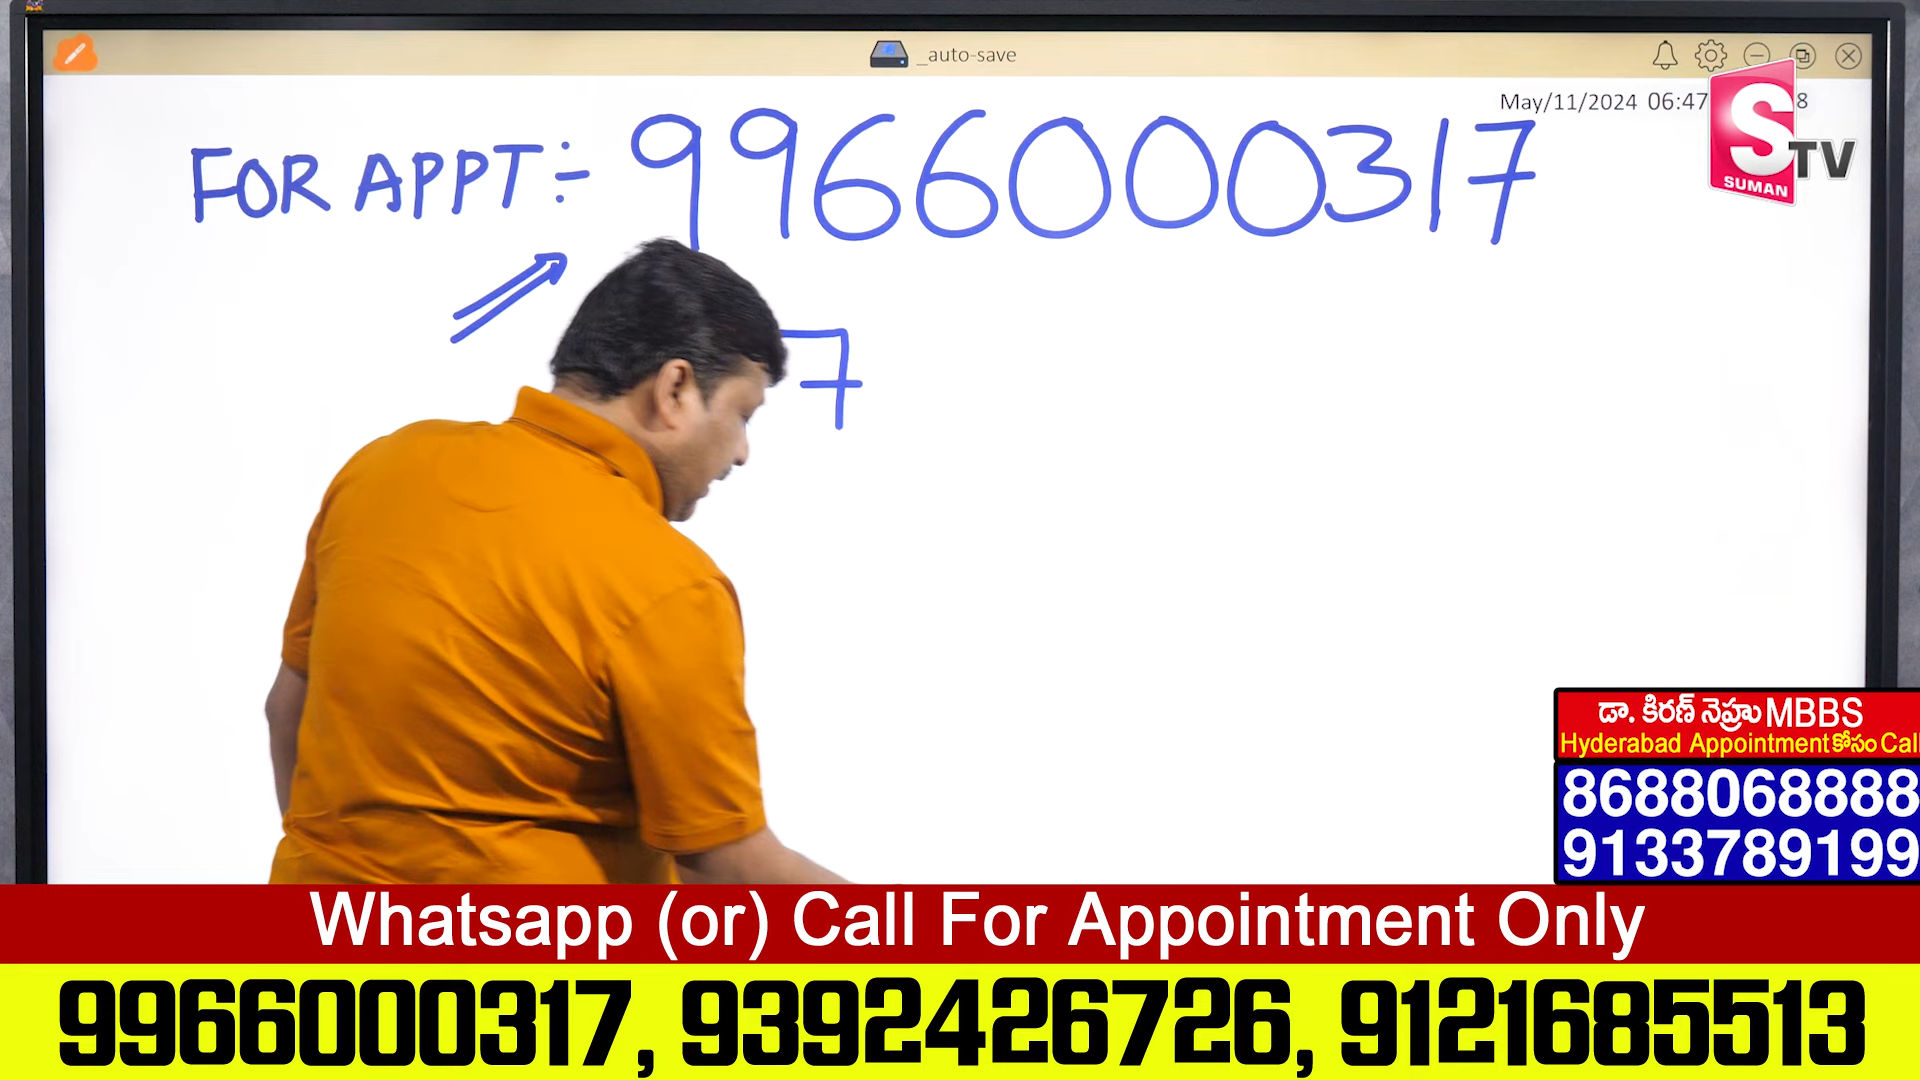 _auto-save
May/11/2024 06:47
8
S TV
SUMAN
FOR APPT :- 9966000317
7
డా. కిరణ్ నెహ్రు MBBS
Hyderabad Appointment కోసం Call
8688068888
9133789199
Whatsapp (or) Call For Appointment Only
9966000317, 9392426726, 9121685513